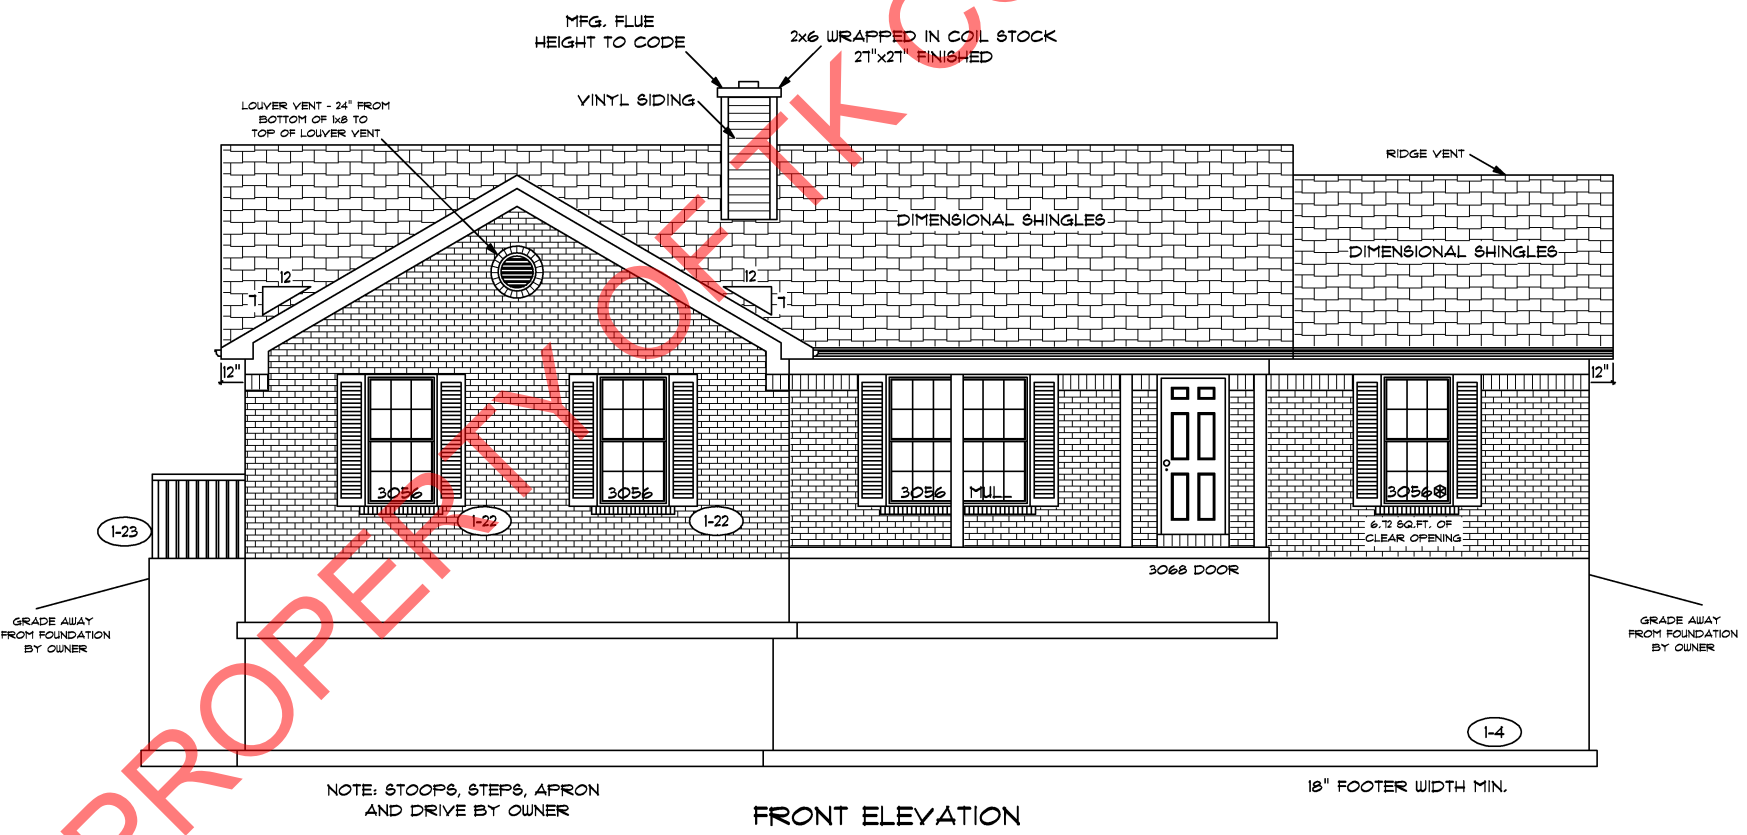 MFG. FLUE
HEIGHT TO CODE
2x6 WRAPPED IN COIL STOCK
27"x27" FINISHED
VINYL SIDING
LOUVER VENT - 24" FROM
BOTTOM OF 1x8 TO
TOP OF LOUVER VENT
RIDGE VENT
DIMENSIONAL SHINGLES
DIMENSIONAL SHINGLES
12
7
12
7
12"
12"
3056
3056
3056 MULL
3056
1-22
1-22
1-23
6.72 SQ.FT. OF
CLEAR OPENING
3068 DOOR
GRADE AWAY
FROM FOUNDATION
BY OWNER
GRADE AWAY
FROM FOUNDATION
BY OWNER
1-4
NOTE: STOOPS, STEPS, APRON
AND DRIVE BY OWNER
18" FOOTER WIDTH MIN.
FRONT ELEVATION
PROPERTY OF TK